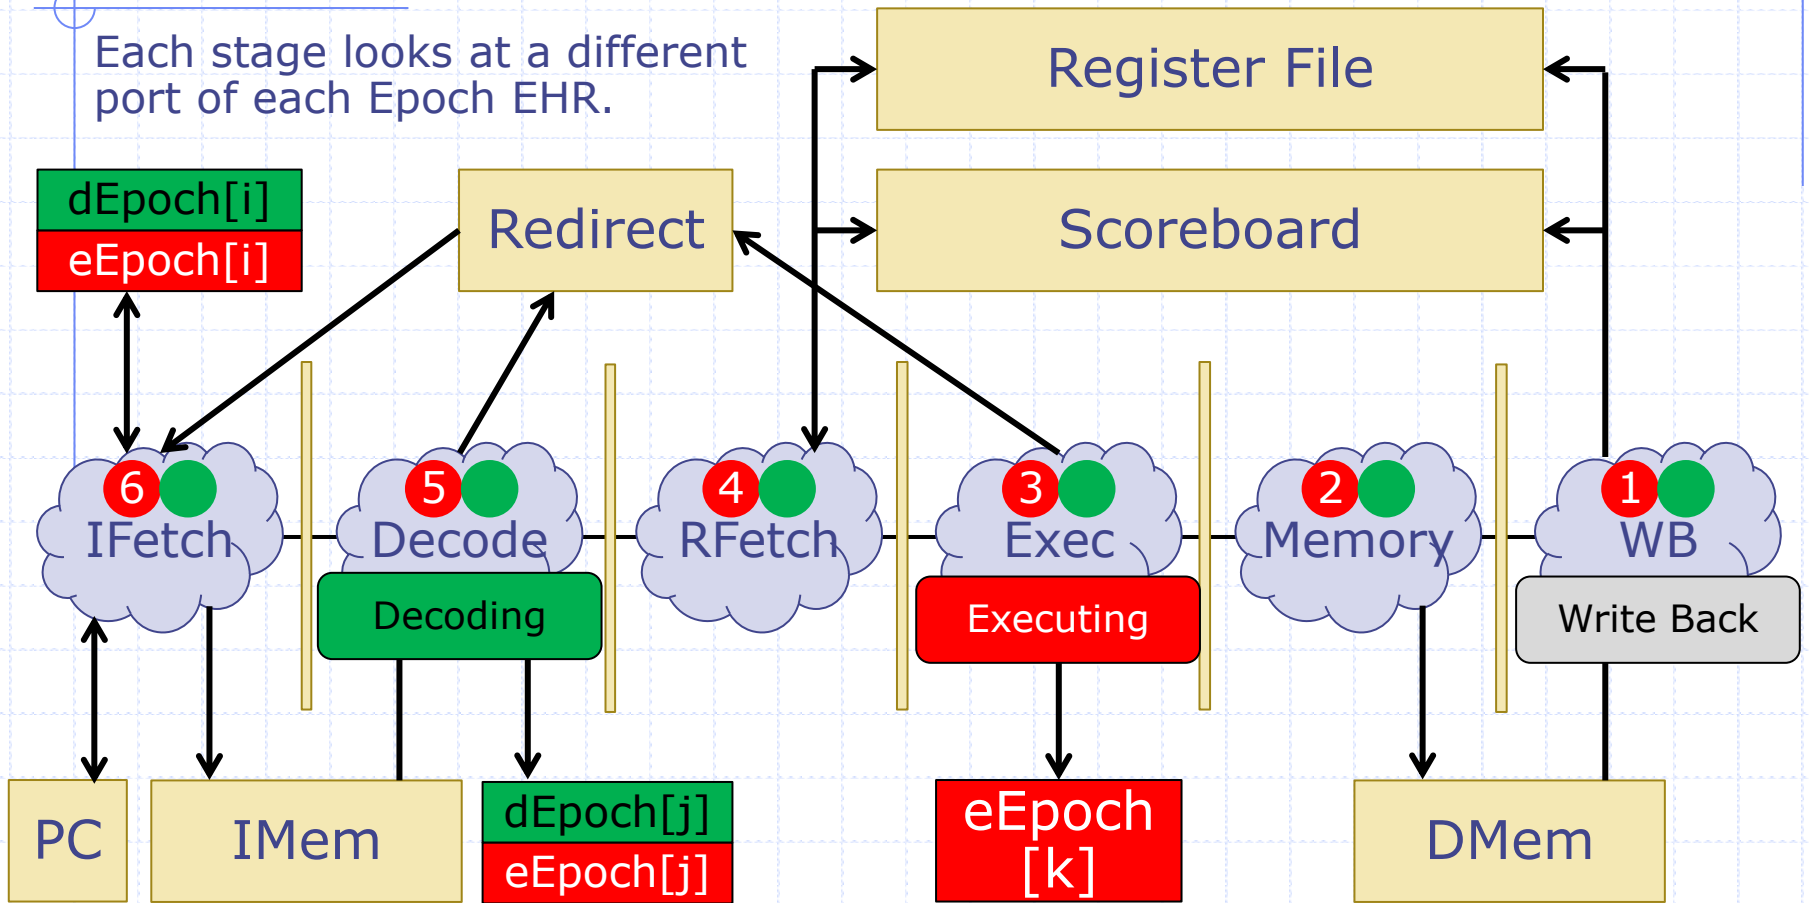 Each stage looks at a different
port of each Epoch EHR.
Register File
dEpoch[i]
eEpoch[i]
Redirect
Scoreboard
6
IFetch
5
Decode
4
RFetch
3
Exec
2
Memory
1
WB
Decoding
Executing
Write Back
PC
IMem
dEpoch[j]
eEpoch[j]
eEpoch
[k]
DMem